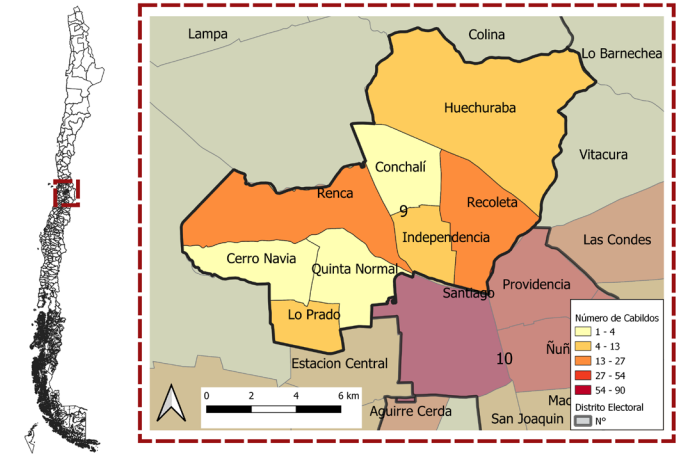 Lampa
Colina
Lo Barnechea
Huechuraba
Vitacura
Conchalí
Renca
Recoleta
9
Independencia
Las Condes
Cerro Navia
Quinta Normal
Providencia
Santiago
Lo Prado
Número de Cabildos
1 - 4
4 - 13
13 - 27
27 - 54
54 - 90
Distrito Electoral
N°
Ñuñ
10
Estacion Central
0 2 4 6 km
Aguirre Cerda
San Joaquin
Mac